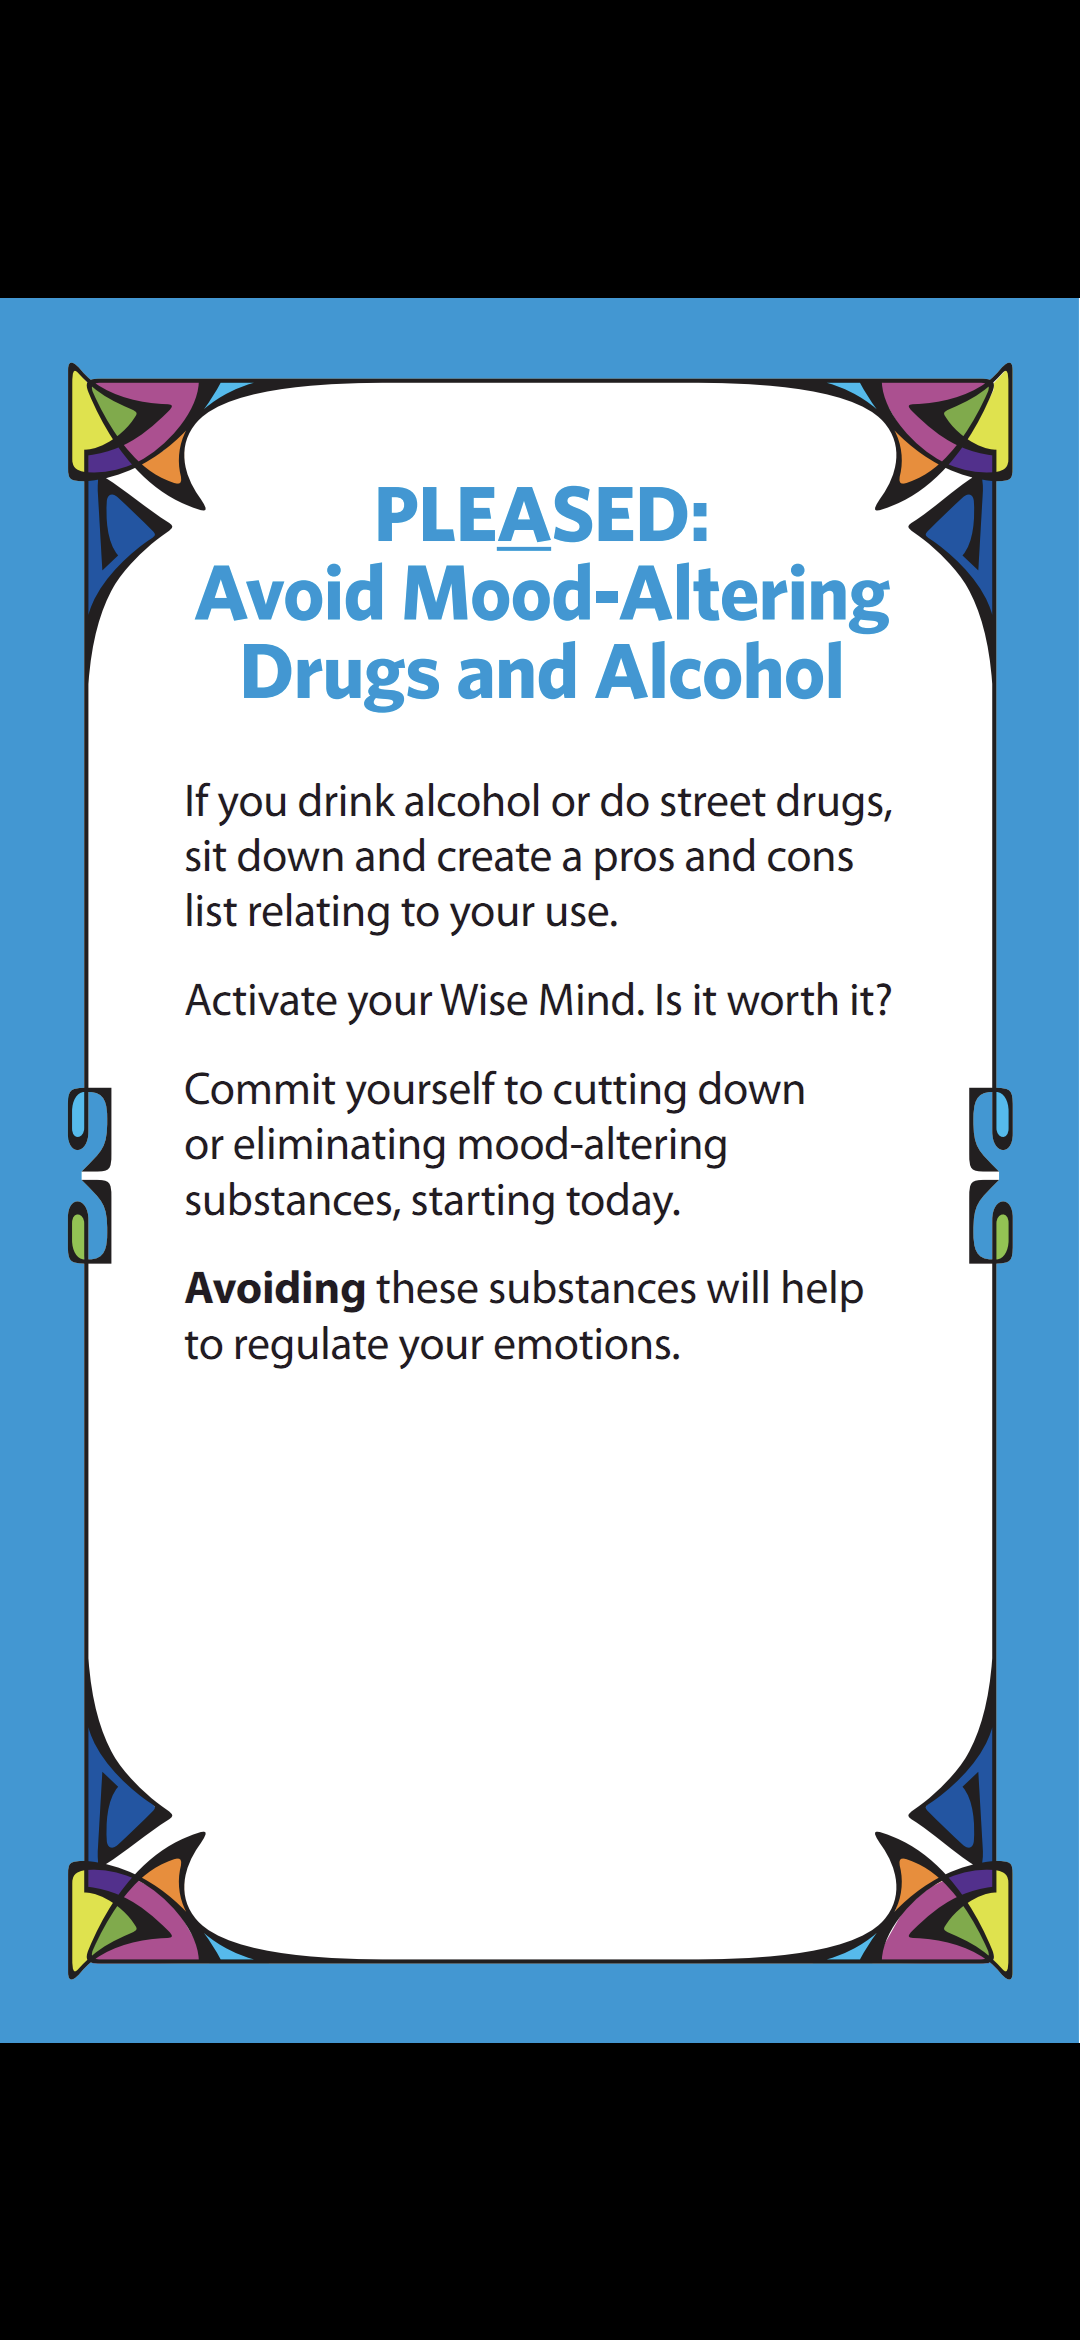 PLEASED:
Avoid Mood-Altering
Drugs and Alcohol
If you drink alcohol or do street drugs,
sit down and create a pros and cons
list relating to your use.
Activate your Wise Mind. Is it worth it?
Commit yourself to cutting down
or eliminating mood-altering
substances, starting today.
Avoiding these substances will help
to regulate your emotions.